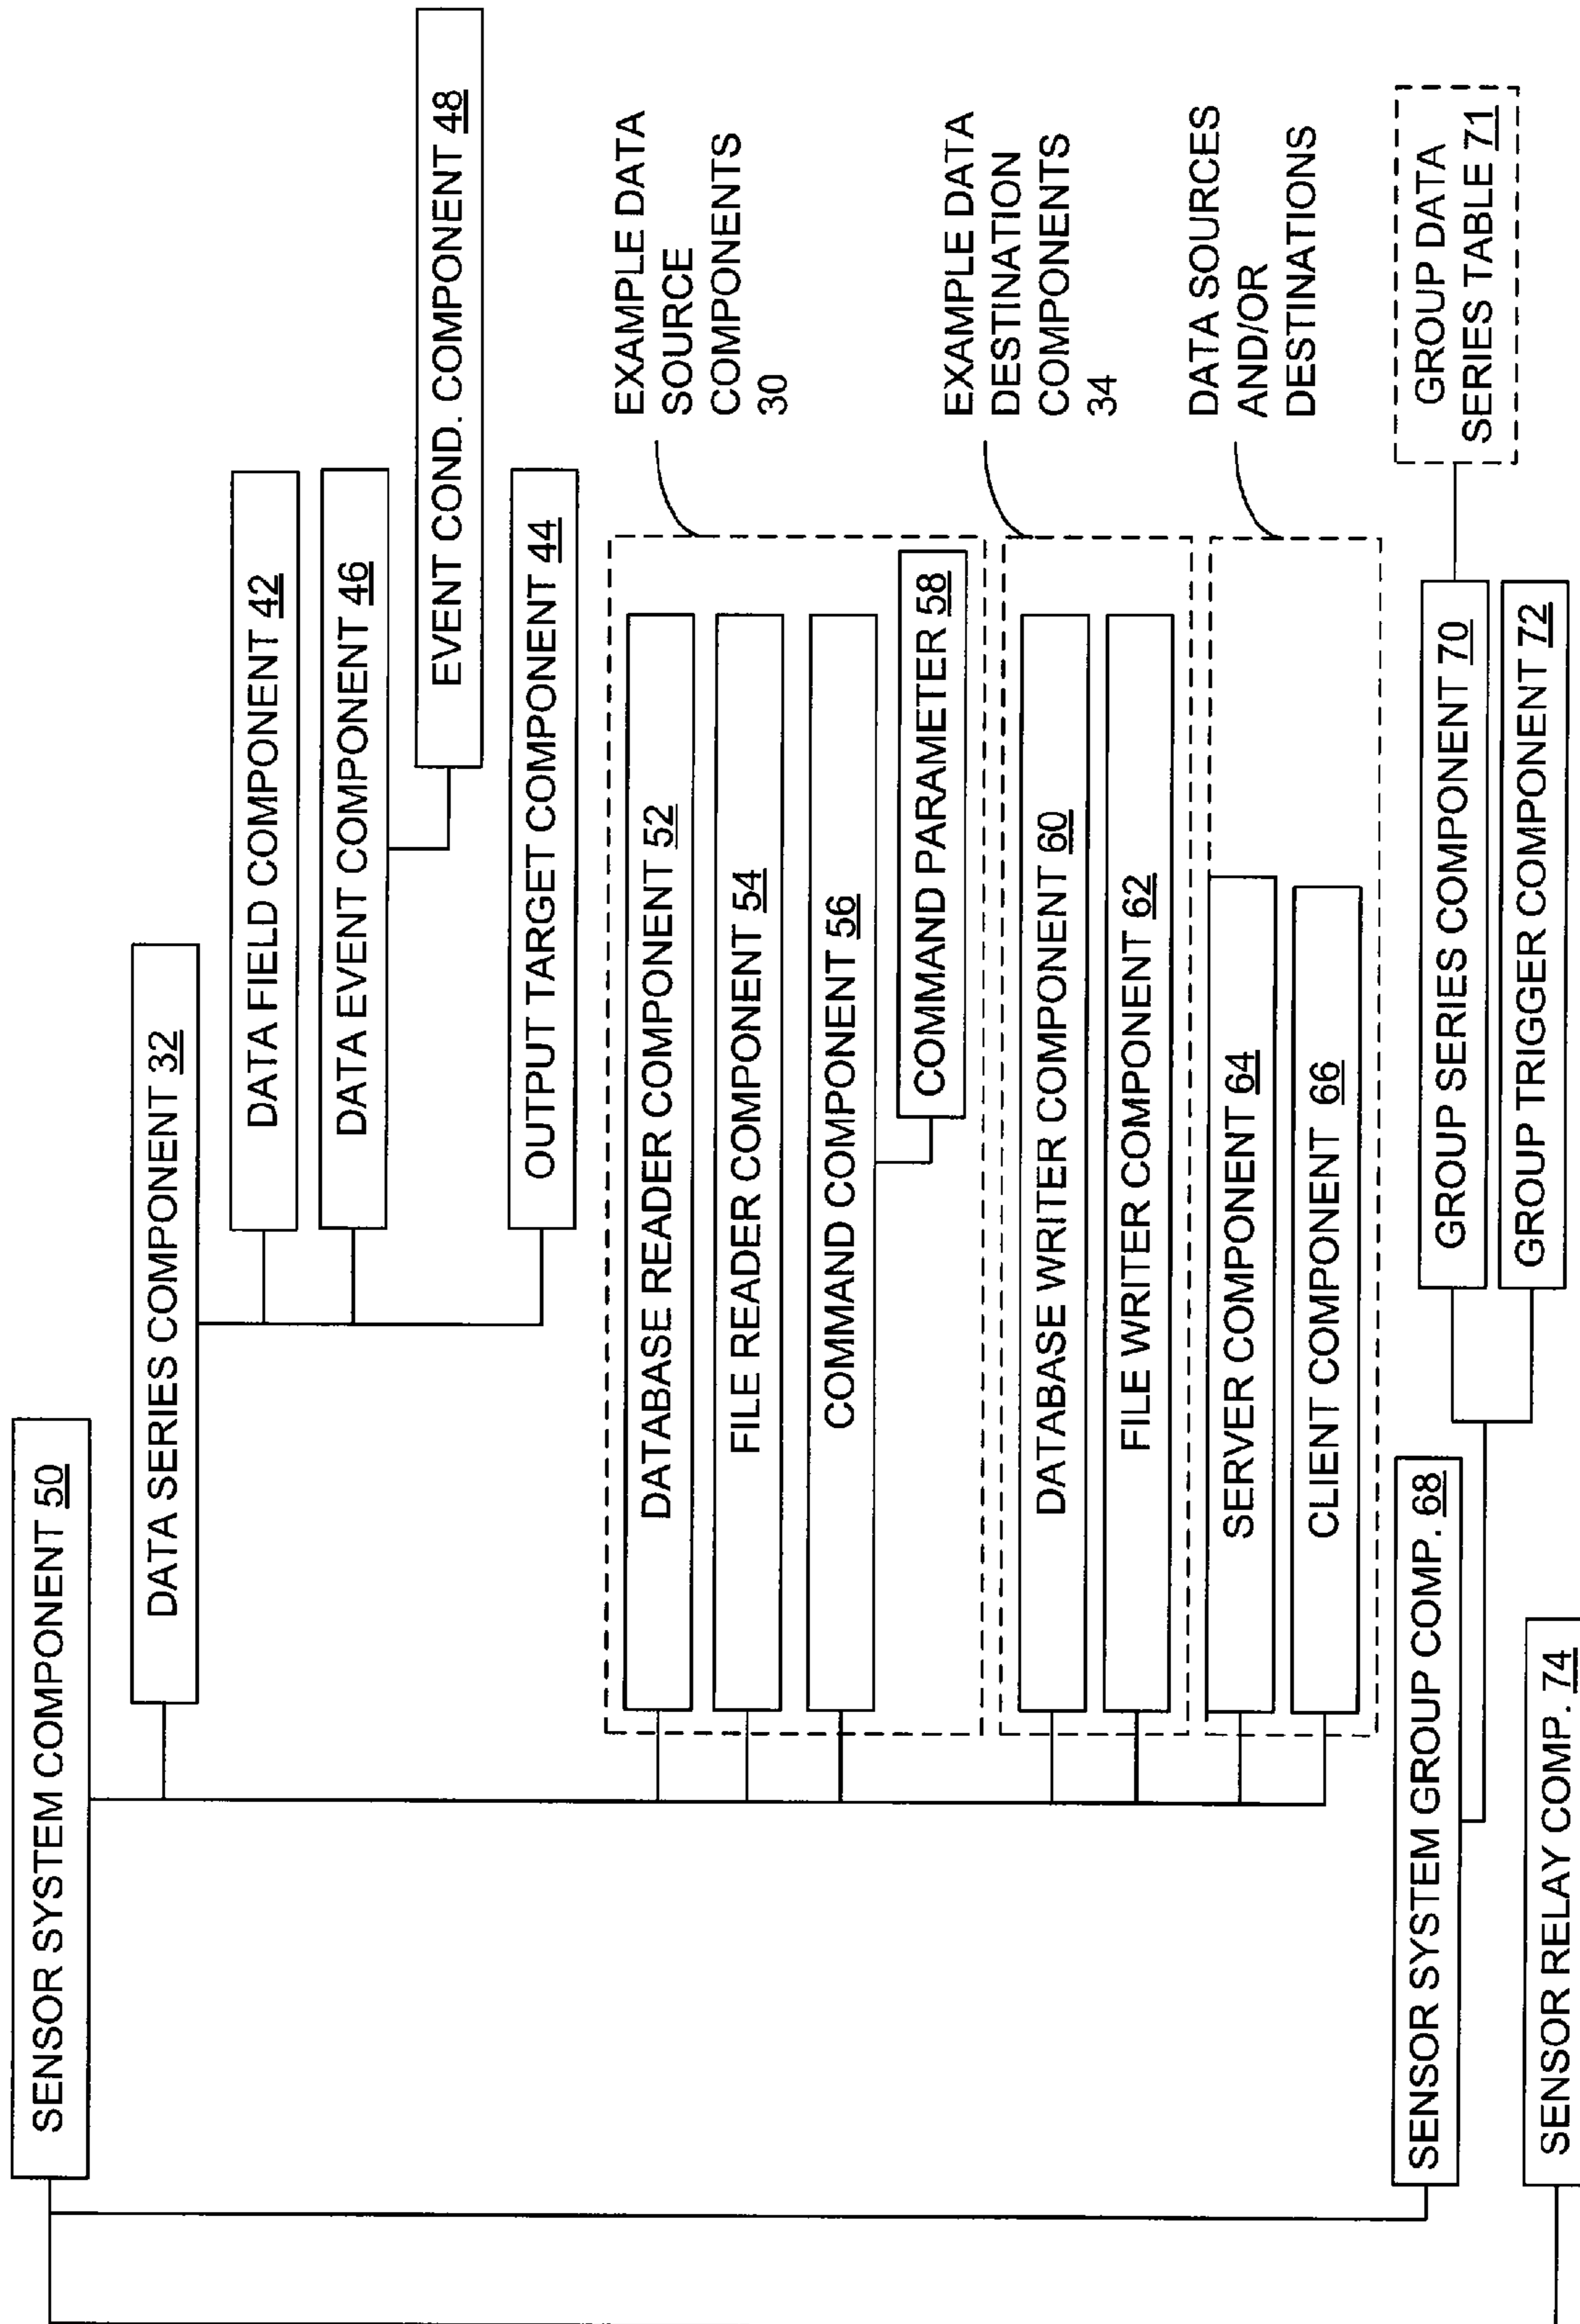 SENSOR SYSTEM COMPONENT 50
DATA SERIES COMPONENT 32
DATA FIELD COMPONENT 42
DATA EVENT COMPONENT 46
EVENT COND. COMPONENT 48
OUTPUT TARGET COMPONENT 44
DATABASE READER COMPONENT 52
FILE READER COMPONENT 54
COMMAND COMPONENT 56
COMMAND PARAMETER 58
EXAMPLE DATA
SOURCE
COMPONENTS
30
DATABASE WRITER COMPONENT 60
FILE WRITER COMPONENT 62
EXAMPLE DATA
DESTINATION
COMPONENTS
34
SERVER COMPONENT 64
CLIENT COMPONENT 66
DATA SOURCES
AND/OR
DESTINATIONS
SENSOR SYSTEM GROUP COMP. 68
GROUP SERIES COMPONENT 70
GROUP DATA
SERIES TABLE 71
GROUP TRIGGER COMPONENT 72
SENSOR RELAY COMP. 74